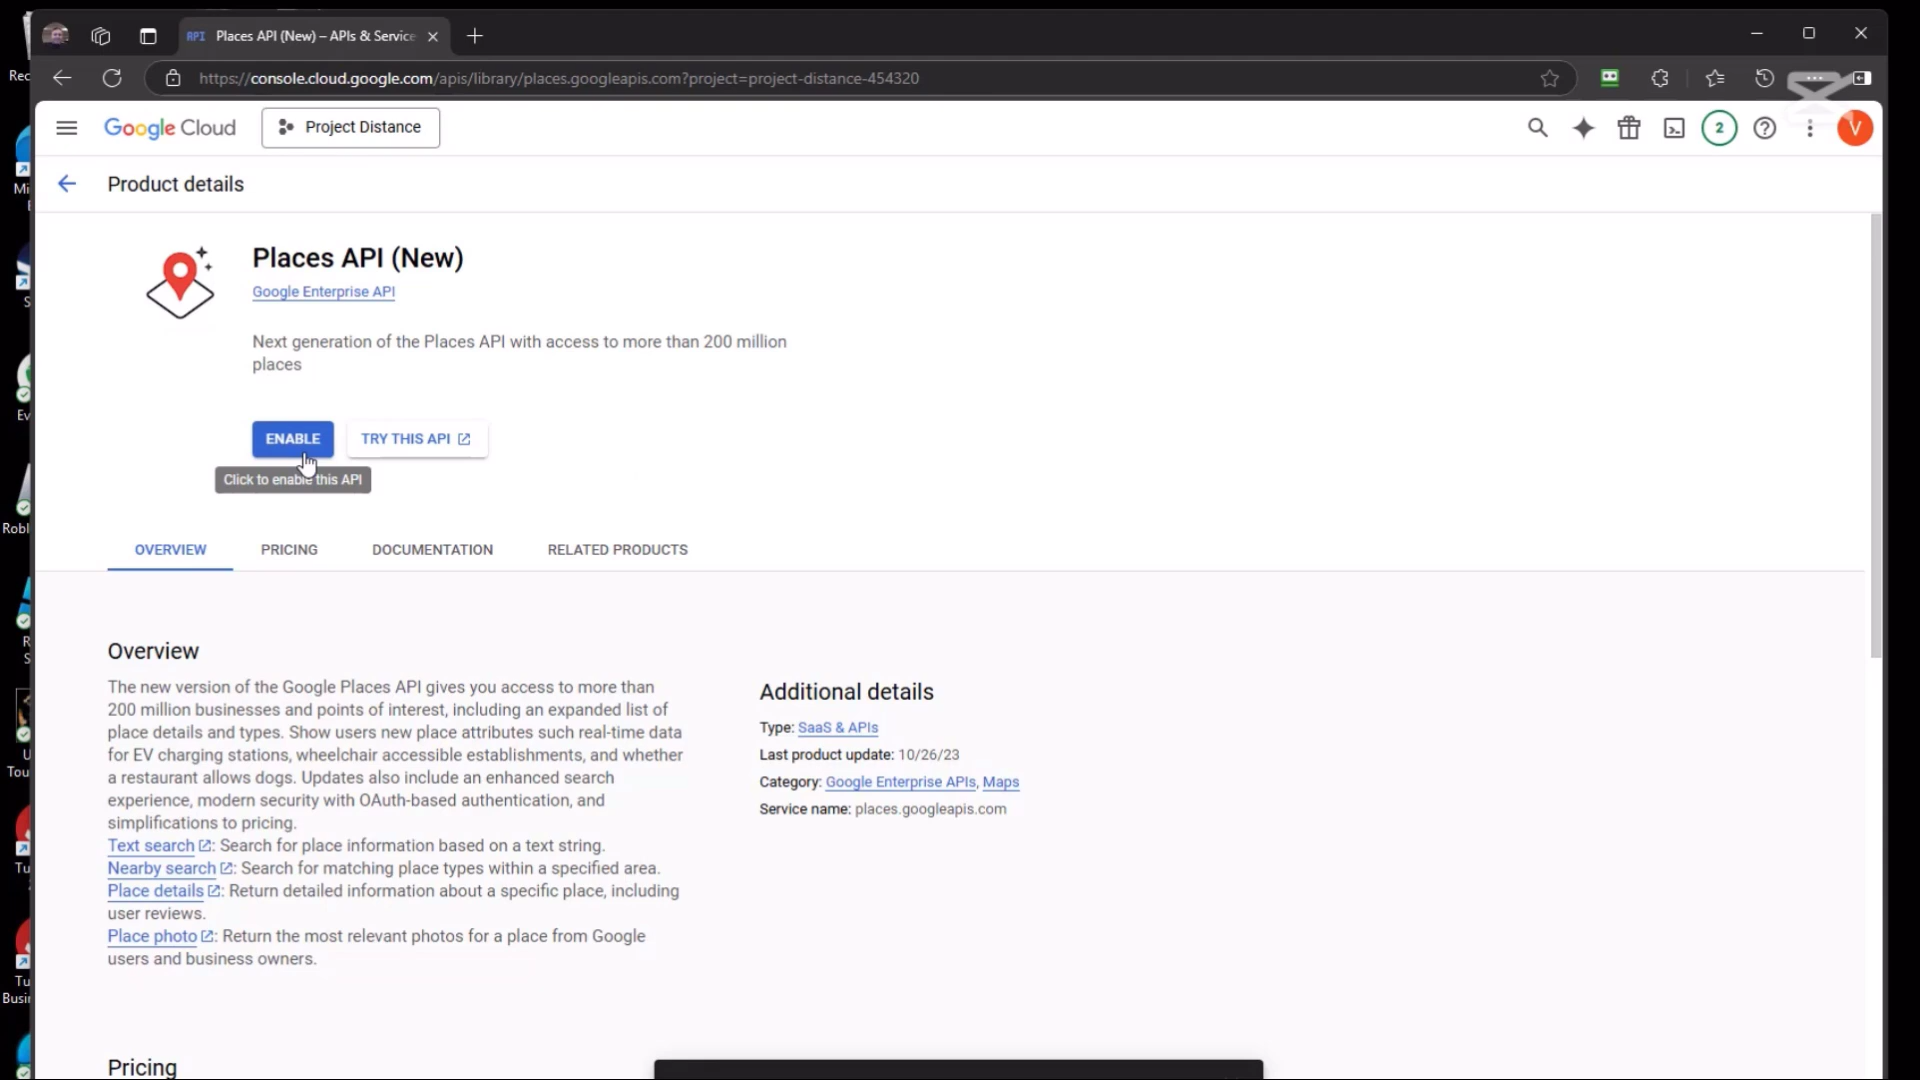 Places API (New) – APIs & Service
https://console.cloud.google.com/apis/library/places.googleapis.com?project=project-distance-454320
Google Cloud
Project Distance
2
V
Product details
Places API (New)
Google Enterprise API
Next generation of the Places API with access to more than 200 million
places
ENABLE
TRY THIS API
Click to enable this API
OVERVIEW
PRICING
DOCUMENTATION
RELATED PRODUCTS
Overview
The new version of the Google Places API gives you access to more than
200 million businesses and points of interest, including an expanded list of
place details and types. Show users new place attributes such real-time data
for EV charging stations, wheelchair accessible establishments, and whether
a restaurant allows dogs. Updates also include an enhanced search
experience, modern security with OAuth-based authentication, and
simplifications to pricing.
Text search : Search for place information based on a text string.
Nearby search : Search for matching place types within a specified area.
Place details : Return detailed information about a specific place, including
user reviews.
Place photo : Return the most relevant photos for a place from Google
users and business owners.
Additional details
Type: SaaS & APIs
Last product update: 10/26/23
Category: Google Enterprise APIs, Maps
Service name: places.googleapis.com
Pricing